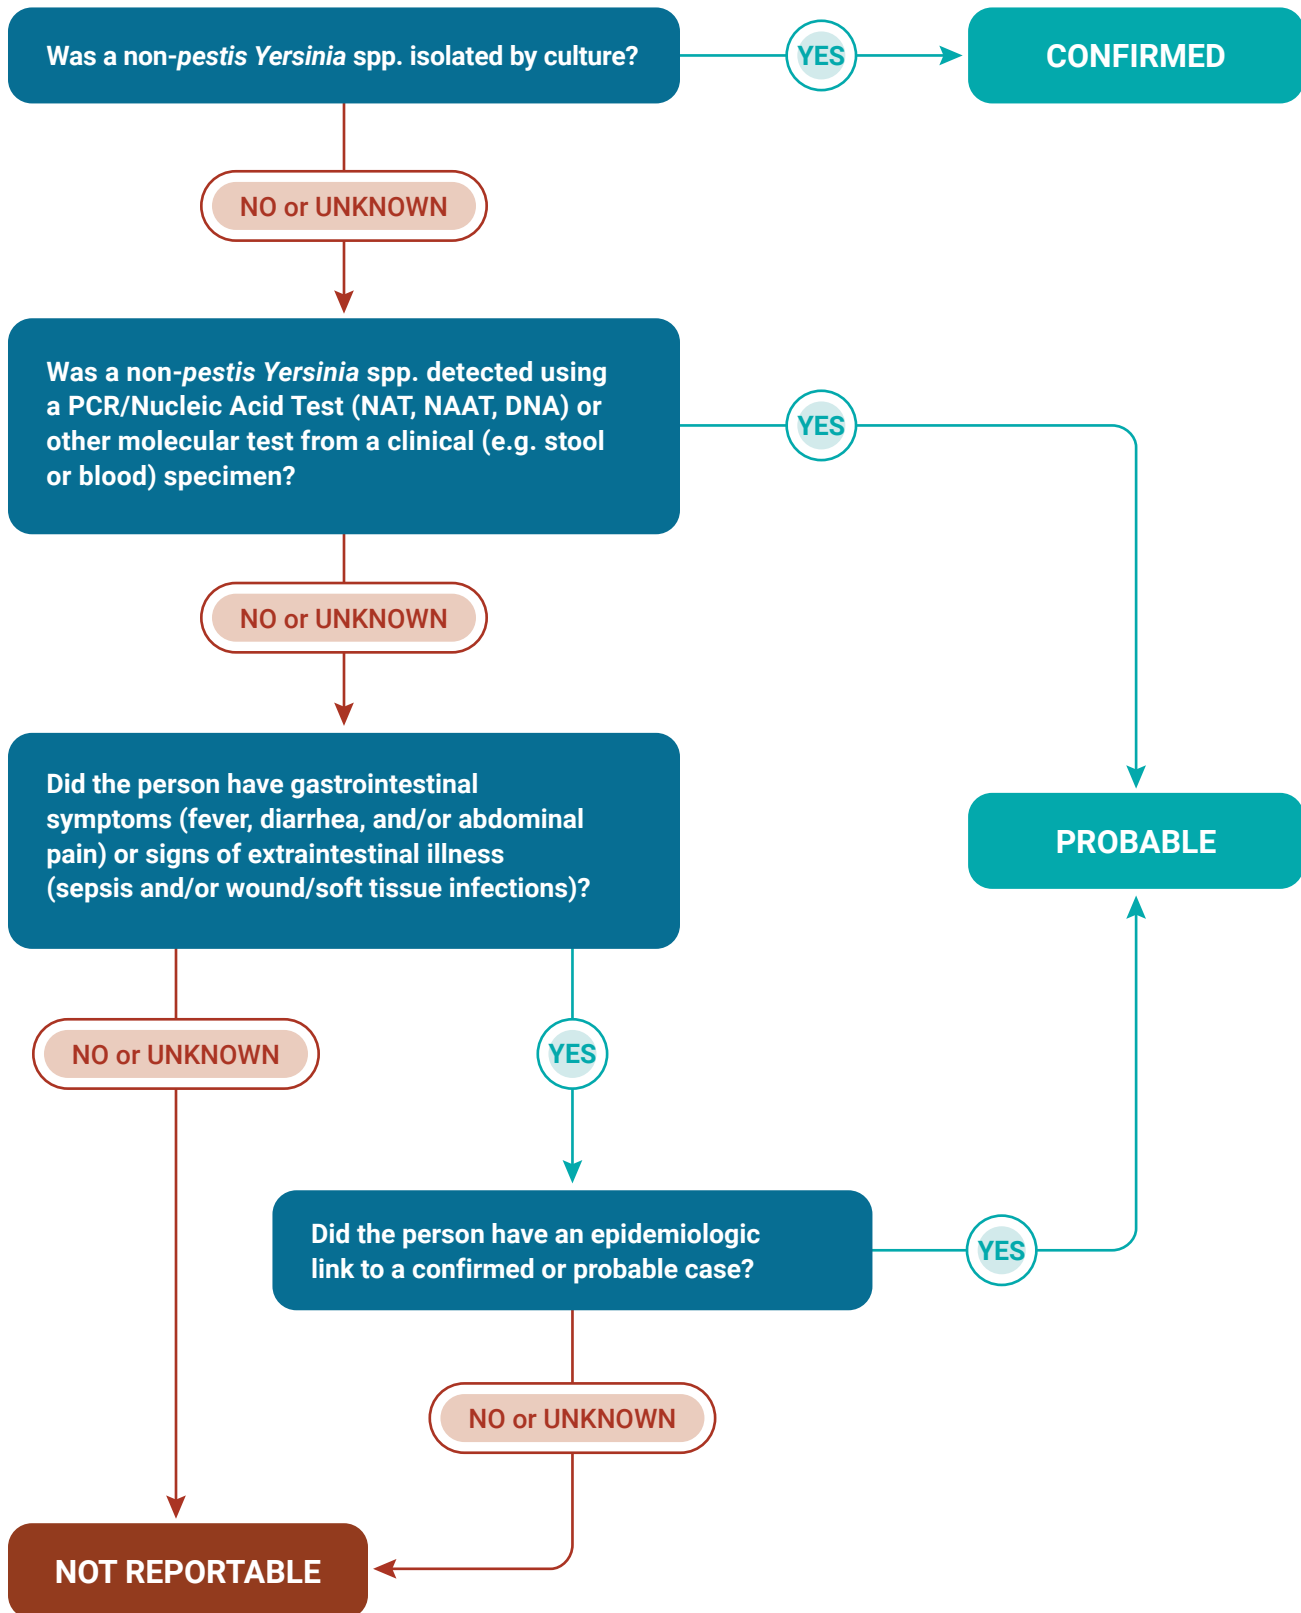 Was a non-pestis Yersinia spp. isolated by culture?
YES
CONFIRMED
NO or UNKNOWN
Was a non-pestis Yersinia spp. detected using
a PCR/Nucleic Acid Test (NAT, NAAT, DNA) or
other molecular test from a clinical (e.g. stool
or blood) specimen?
YES
NO or UNKNOWN
Did the person have gastrointestinal
symptoms (fever, diarrhea, and/or abdominal
pain) or signs of extraintestinal illness
(sepsis and/or wound/soft tissue infections)?
PROBABLE
NO or UNKNOWN
YES
Did the person have an epidemiologic
link to a confirmed or probable case?
YES
NO or UNKNOWN
NOT REPORTABLE